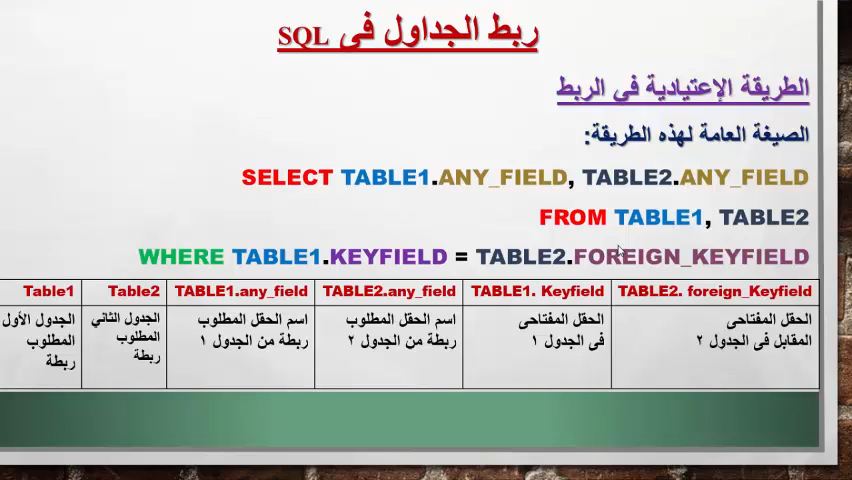 ربط الجداول فى SQL
الطريقة الإعتيادية فى الربط
الصيغة العامة لهذه الطريقة:
SELECT TABLE1.ANY_FIELD, TABLE2.ANY_FIELD
FROM TABLE1, TABLE2
WHERE TABLE1.KEYFIELD = TABLE2.FOREIGN_KEYFIELD
Table1 Table2 TABLE1.any_field TABLE2.any_field TABLE1. Keyfield TABLE2. foreign_Keyfield
الجدول الأول
المطلوب
ربطة
الجدول الثاني
المطلوب
ربطة
اسم الحقل المطلوب
ربطة من الجدول ١
اسم الحقل المطلوب
ربطة من الجدول ٢
الحقل المفتاحى
فى الجدول ١
الحقل المفتاحى
المقابل فى الجدول ٢